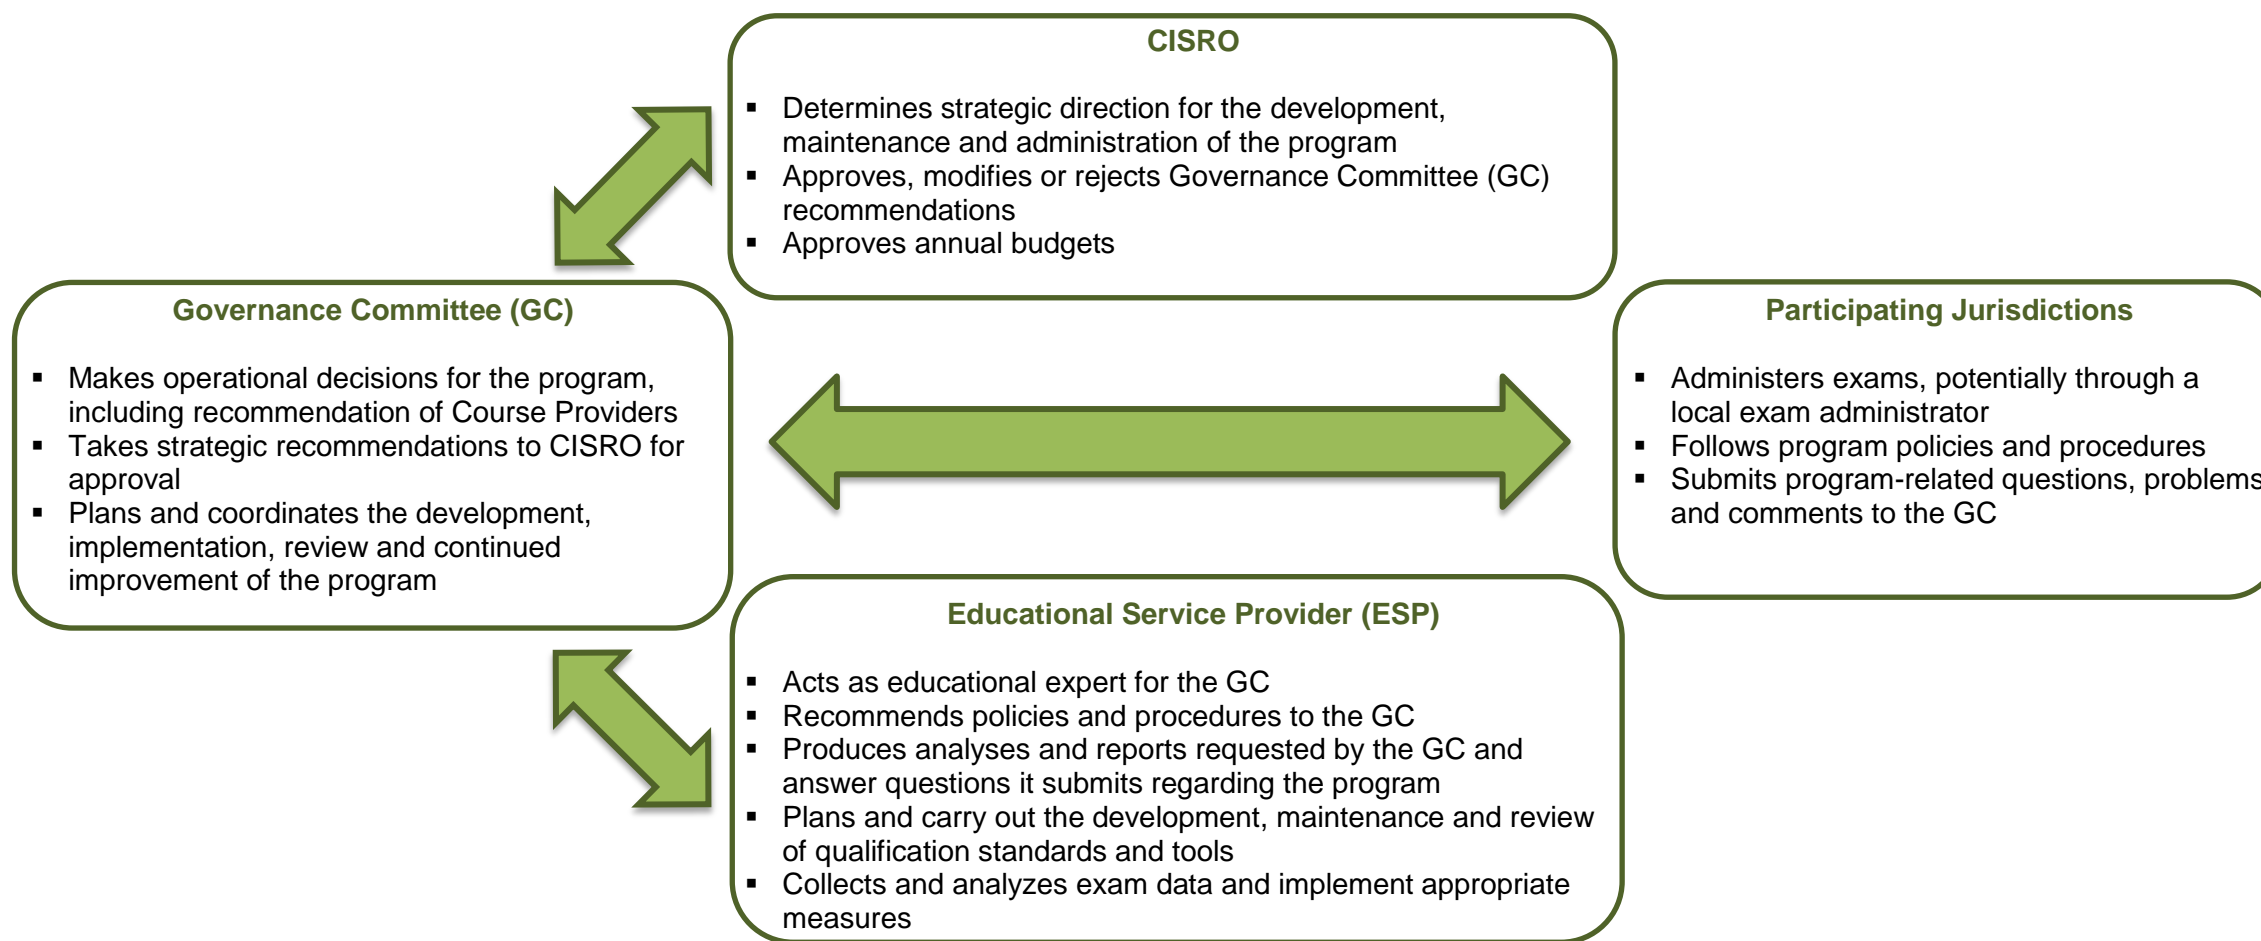 CISRO
▪ Determines strategic direction for the development,
maintenance and administration of the program
▪ Approves, modifies or rejects Governance Committee (GC)
recommendations
▪ Approves annual budgets
Governance Committee (GC)
▪ Makes operational decisions for the program,
including recommendation of Course Providers
▪ Takes strategic recommendations to CISRO for
approval
▪ Plans and coordinates the development,
implementation, review and continued
improvement of the program
Participating Jurisdictions
▪ Administers exams, potentially through a
local exam administrator
▪ Follows program policies and procedures
▪ Submits program-related questions, problems
and comments to the GC
Educational Service Provider (ESP)
▪ Acts as educational expert for the GC
▪ Recommends policies and procedures to the GC
▪ Produces analyses and reports requested by the GC and
answer questions it submits regarding the program
▪ Plans and carry out the development, maintenance and review
of qualification standards and tools
▪ Collects and analyzes exam data and implement appropriate
measures